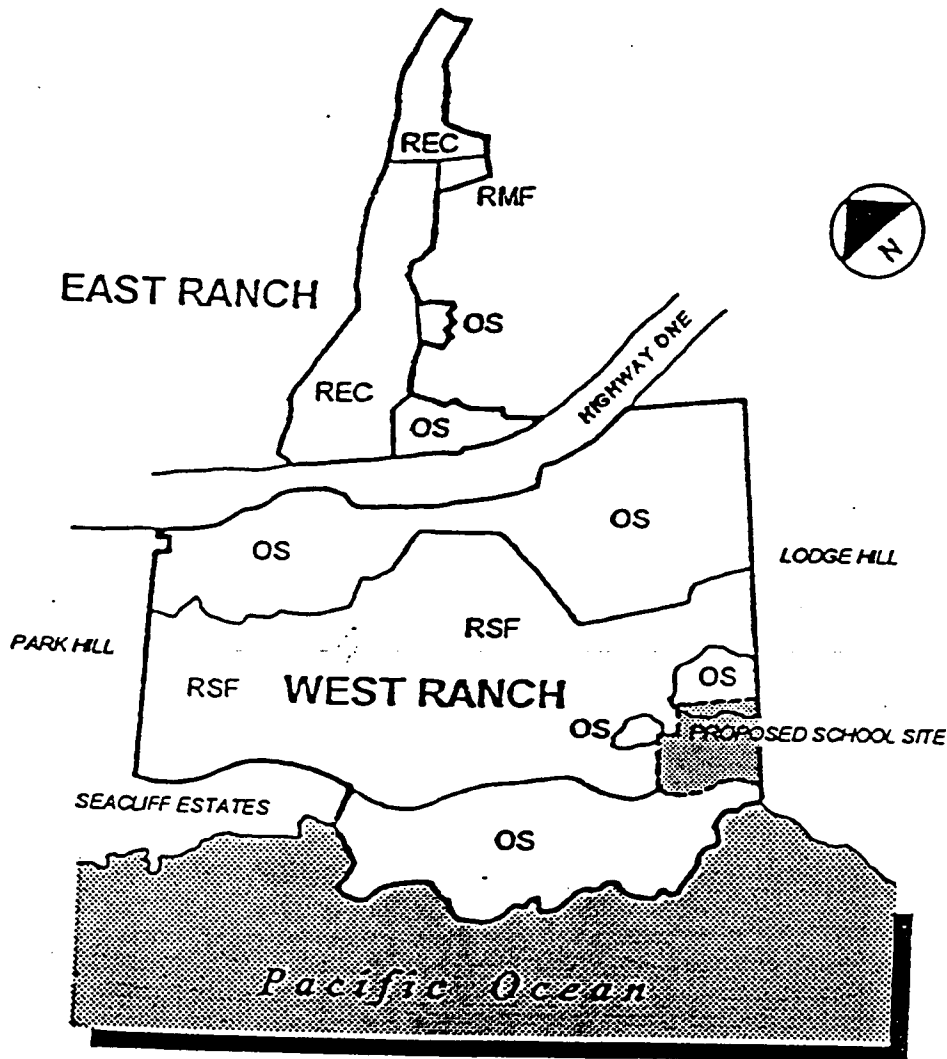 REC
RMF
N
EAST RANCH
OS
HIGHWAY ONE
REC
OS
OS
OS
LODGE HILL
PARK HILL
RSF
RSF
WEST RANCH
OS
OS
PROPOSED SCHOOL SITE
SEACLIFF ESTATES
OS
Pacific Ocean